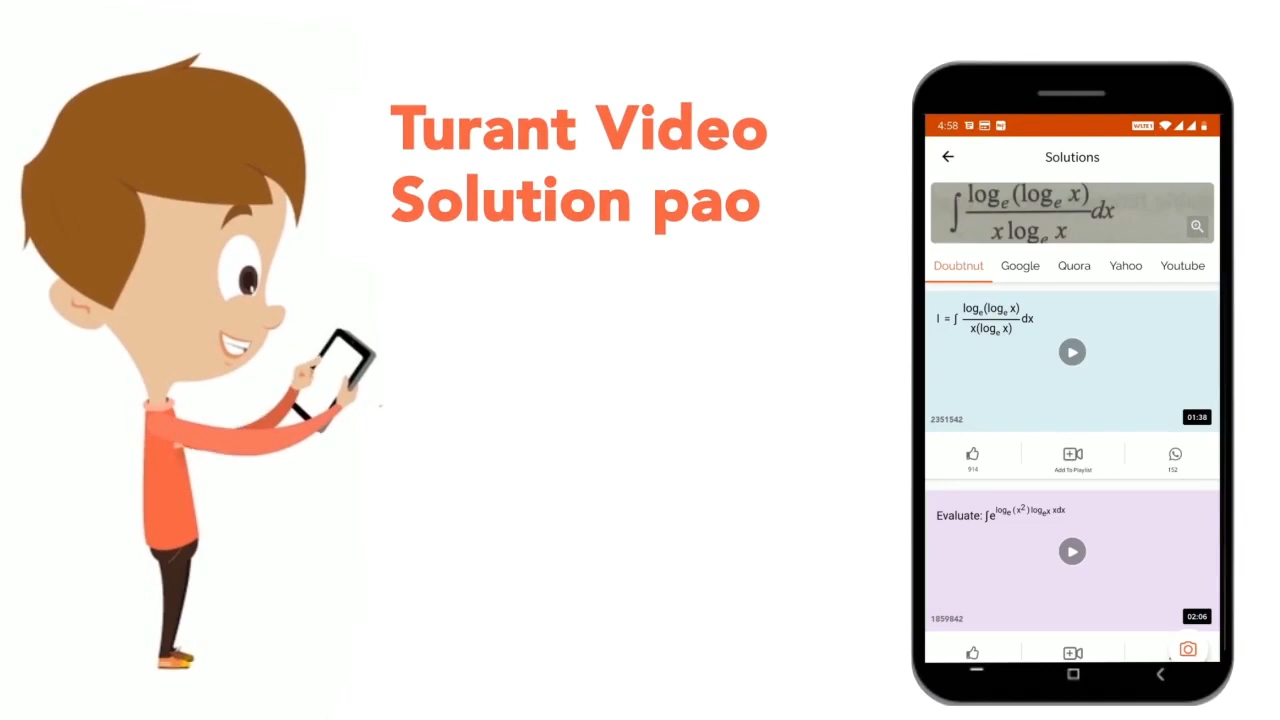 Turant Video
Solution pao
4:58
VoLTE1
Solutions
∫ logₑ(logₑ x) / x logₑ x dx
Doubtnut Google Quora Yahoo Youtube
I = ∫ logₑ(logₑ x) / x(logₑ x) dx
2351542 01:38
914 Add To Playlist 152
Evaluate: ∫e^logₑ(x²)logₑx xdx
1859842 02:06